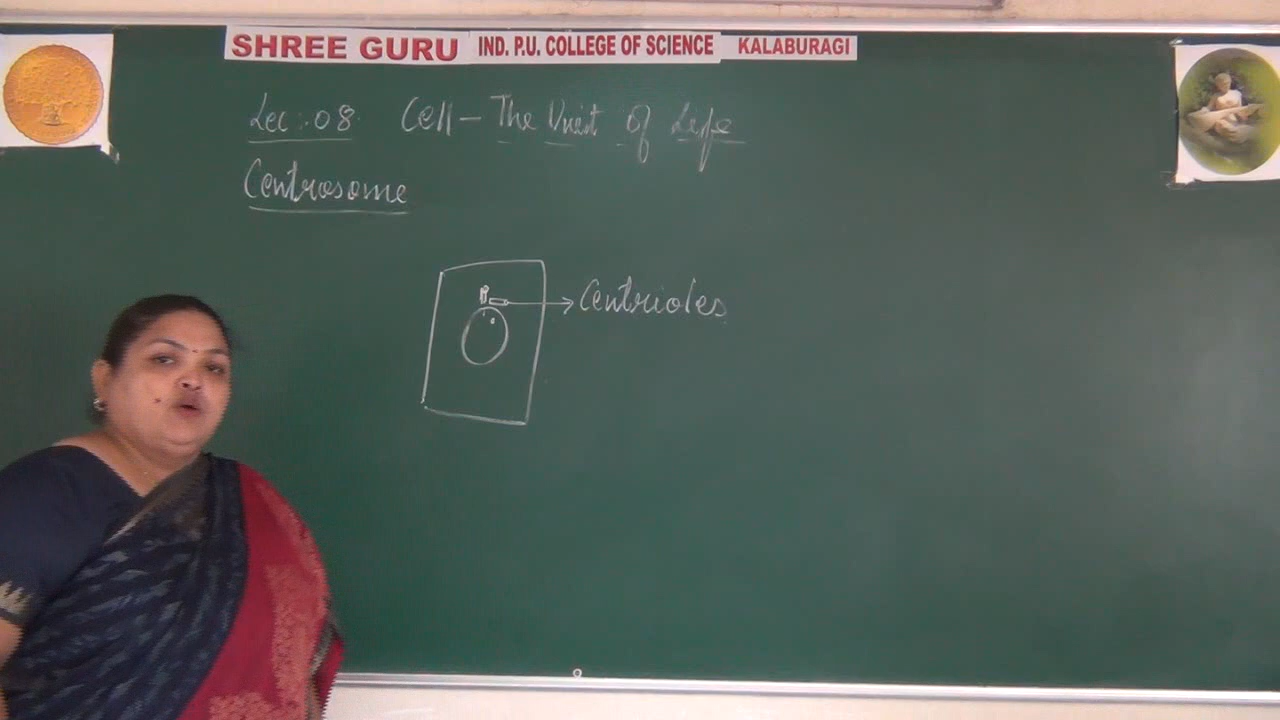 SHREE GURU IND. P.U. COLLEGE OF SCIENCE KALABURAGI
Lec : 08 Cell - The Unit of Life
Centrosome
Centrioles